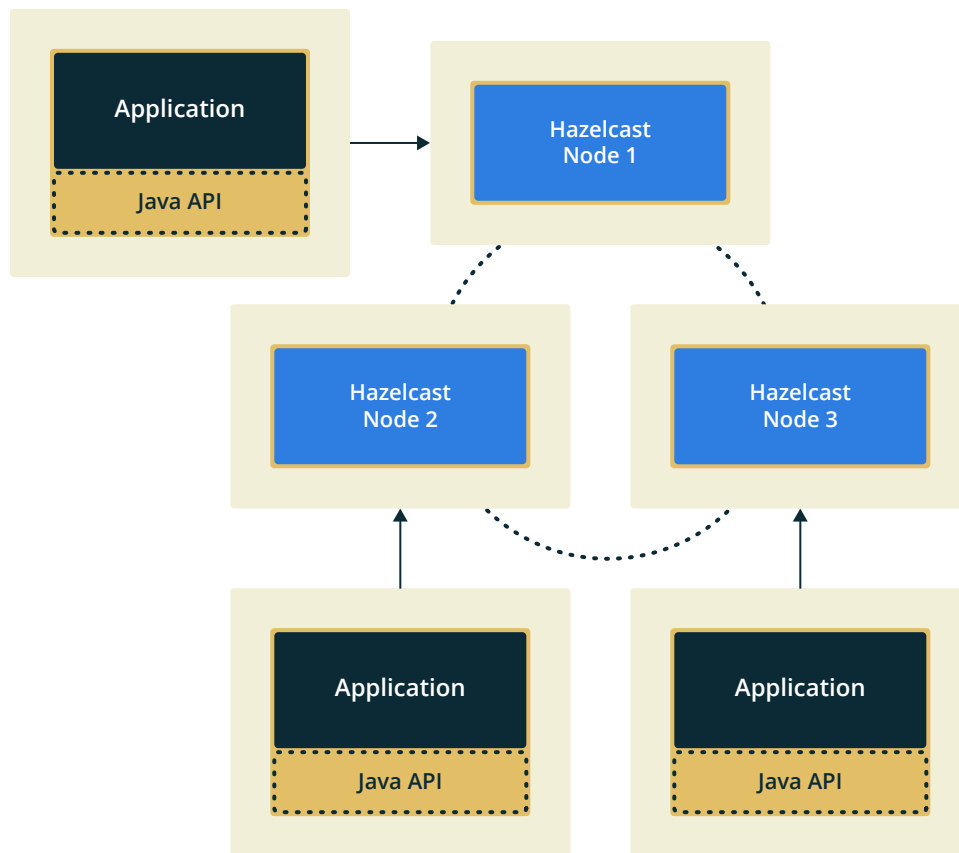 Application
Java API
Hazelcast
Node 1
Hazelcast
Node 2
Hazelcast
Node 3
Application
Java API
Application
Java API